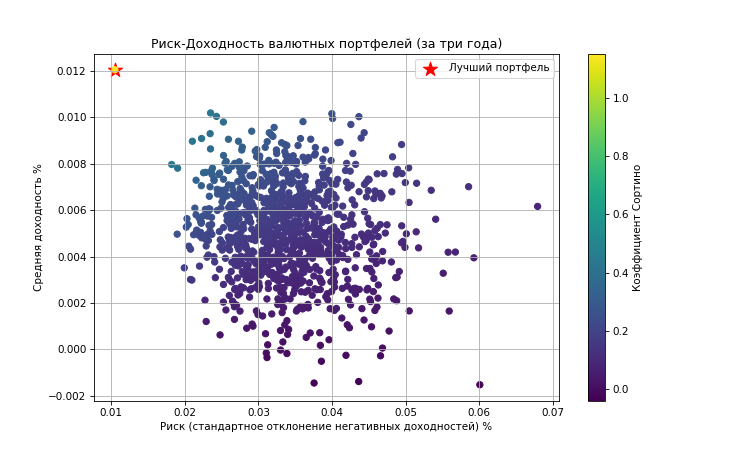 Риск-Доходность валютных портфелей (за три года)
Лучший портфель
Средняя доходность %
0.012
0.010
0.008
0.006
0.004
0.002
0.000
−0.002
0.01 0.02 0.03 0.04 0.05 0.06 0.07
Риск (стандартное отклонение негативных доходностей) %
1.0
0.8
0.6
0.4
0.2
0.0
Коэффициент Сортино